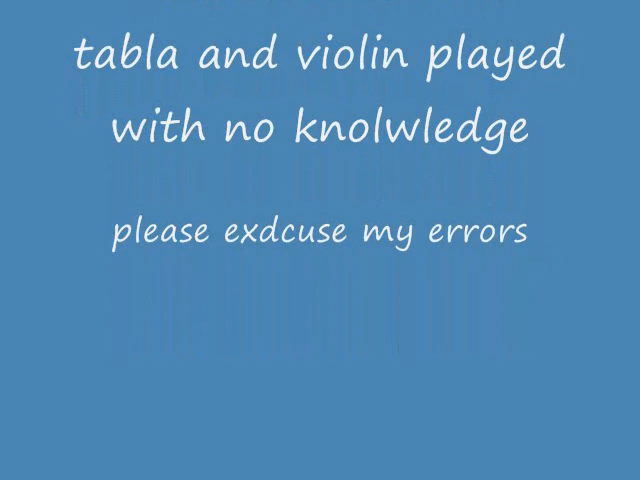 tabla and violin played
with no knolwledge
please exdcuse my errors